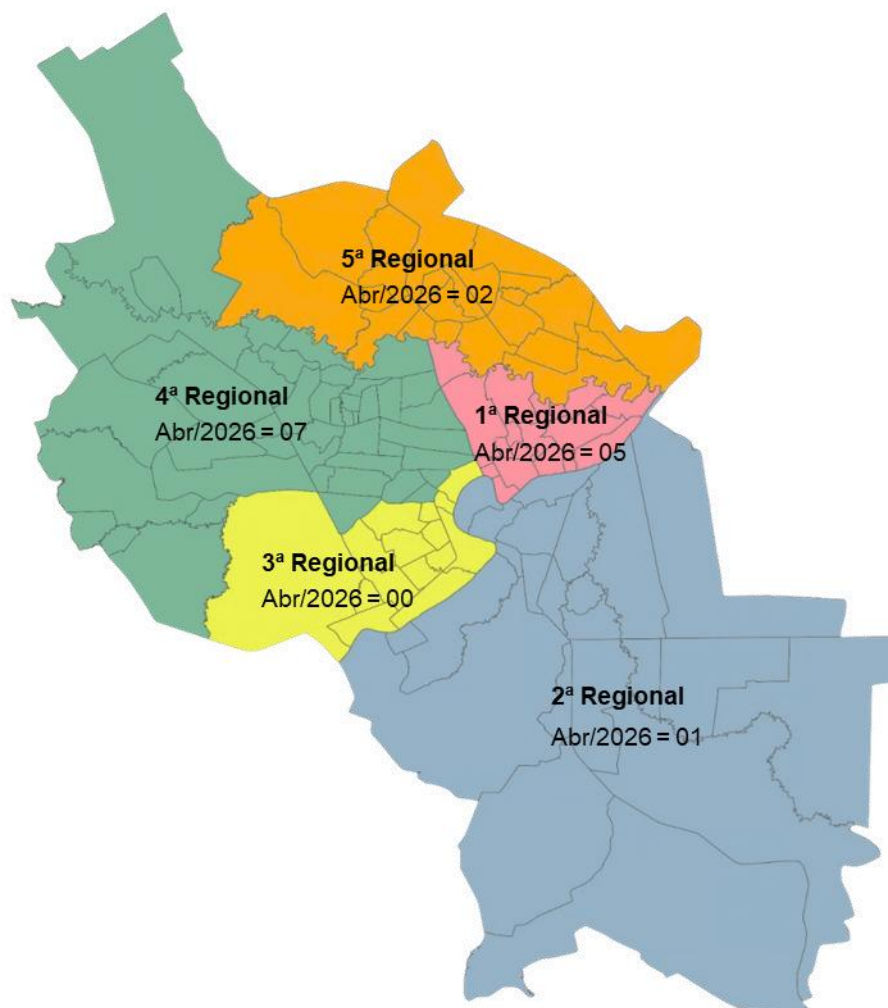 5ª Regional
Abr/2026 = 02
4ª Regional
Abr/2026 = 07
1ª Regional
Abr/2026 = 05
3ª Regional
Abr/2026 = 00
2ª Regional
Abr/2026 = 01